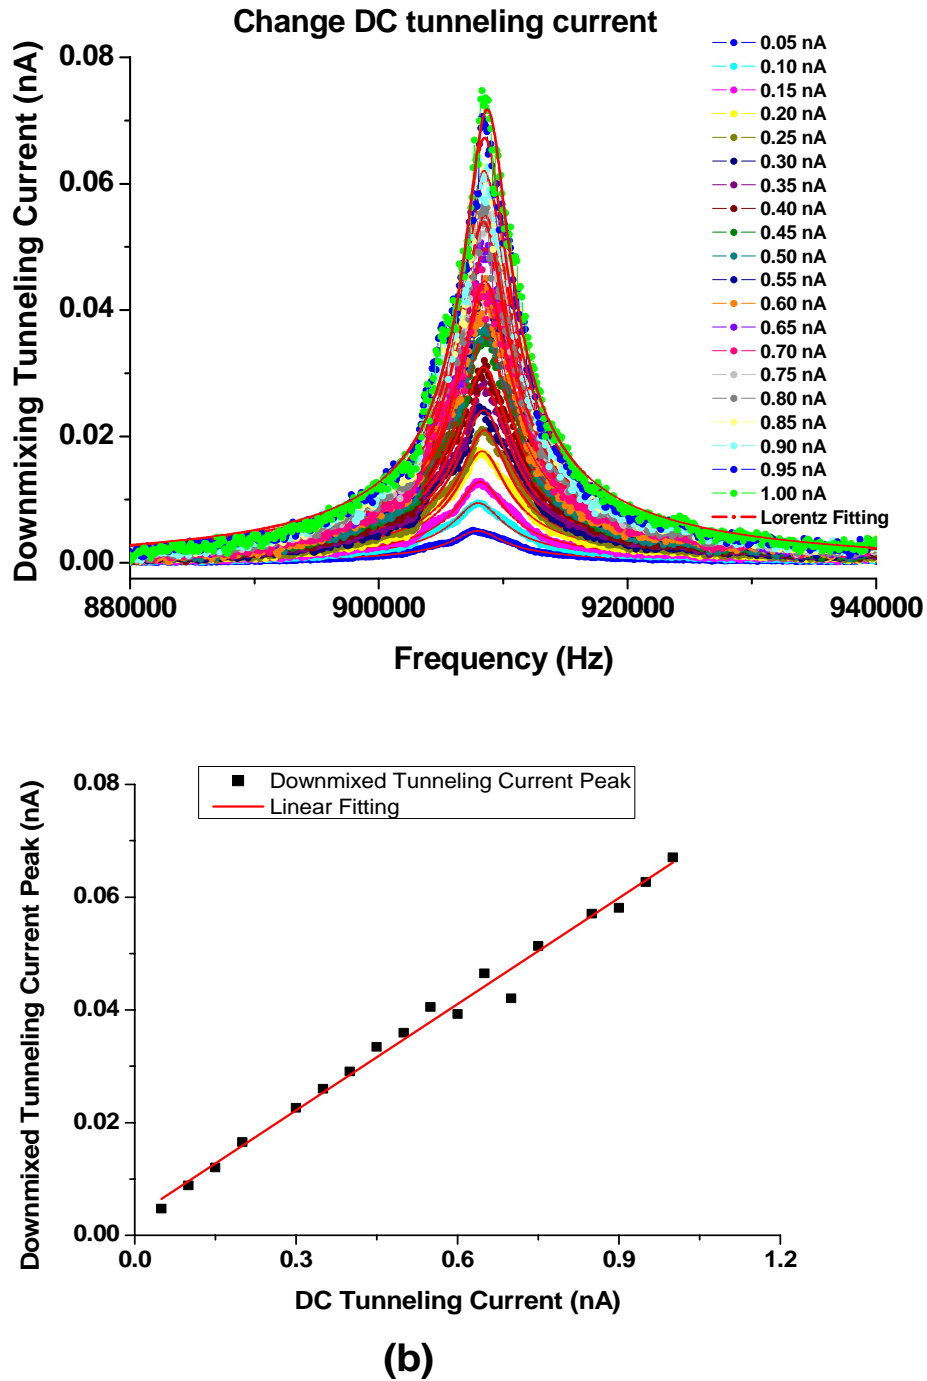 Change DC tunneling current
Downmixing Tunneling Current (nA)
0.08
0.06
0.04
0.02
0.00
880000
900000
920000
940000
Frequency (Hz)
0.05 nA
0.10 nA
0.15 nA
0.20 nA
0.25 nA
0.30 nA
0.35 nA
0.40 nA
0.45 nA
0.50 nA
0.55 nA
0.60 nA
0.65 nA
0.70 nA
0.75 nA
0.80 nA
0.85 nA
0.90 nA
0.95 nA
1.00 nA
Lorentz Fitting
Downmixed Tunneling Current Peak (nA)
0.08
0.06
0.04
0.02
0.00
Downmixed Tunneling Current Peak
Linear Fitting
0.0
0.3
0.6
0.9
1.2
DC Tunneling Current (nA)
(b)